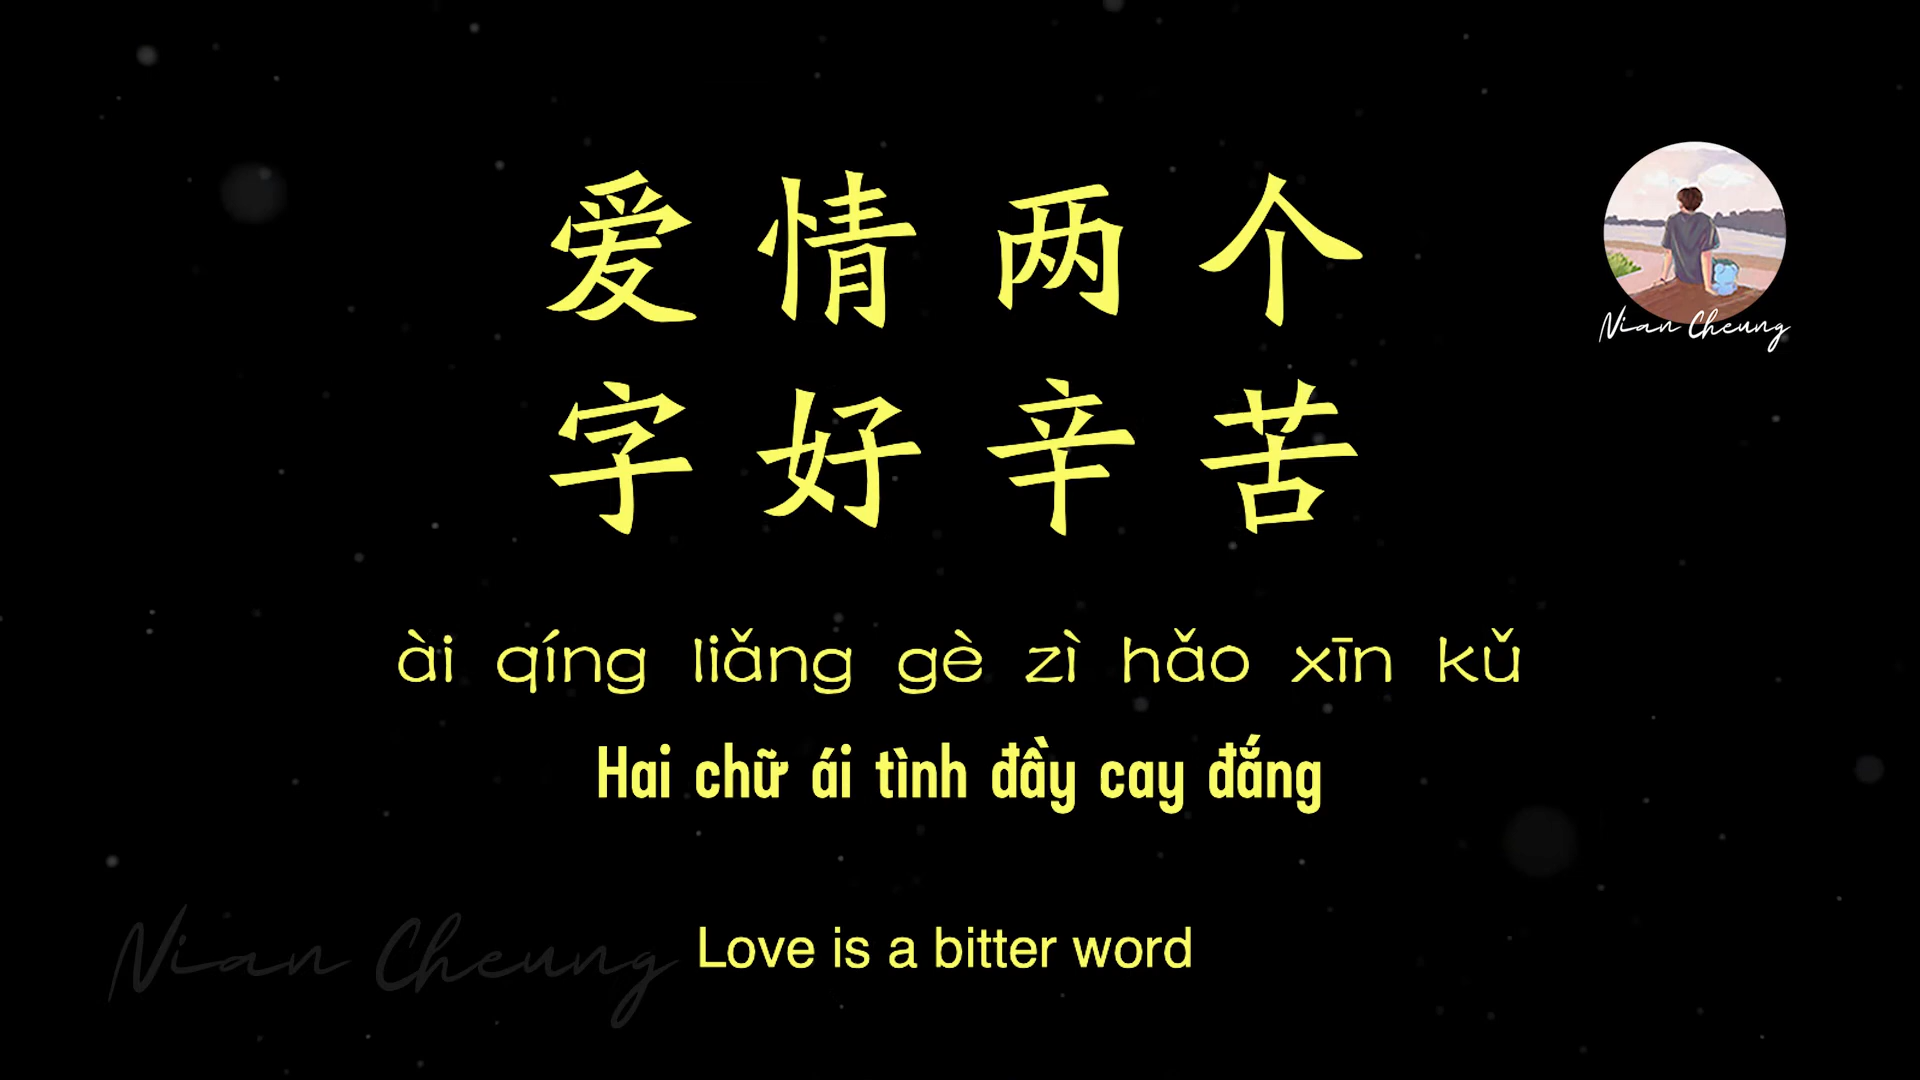 爱情两个
字好辛苦
ài qíng liǎng gè zì hǎo xīn kǔ
Hai chữ ái tình đầy cay đắng
Love is a bitter word
Nian Cheung
Nian Cheung